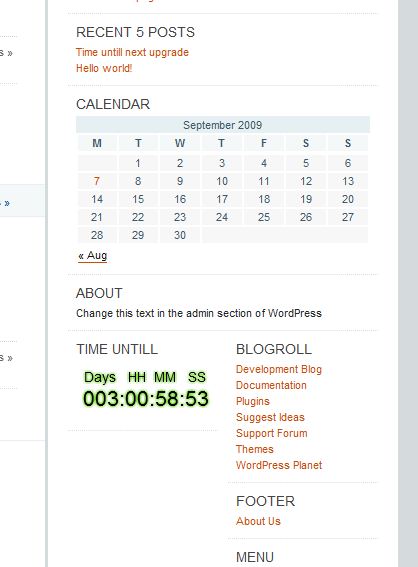 s »
s »
s »
RECENT 5 POSTS
Time untill next upgrade
Hello world!
CALENDAR
September 2009
M T W T F S S
1 2 3 4 5 6
7 8 9 10 11 12 13
14 15 16 17 18 19 20
21 22 23 24 25 26 27
28 29 30
« Aug
ABOUT
Change this text in the admin section of WordPress
TIME UNTILL
Days HH MM SS
003:00:58:53
BLOGROLL
Development Blog
Documentation
Plugins
Suggest Ideas
Support Forum
Themes
WordPress Planet
FOOTER
About Us
MENU